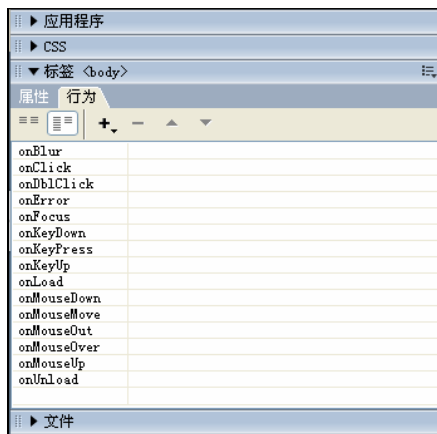 应用程序
CSS
标签 <body>
属性 行为
onBlur
onClick
onDblClick
onError
onFocus
onKeyDown
onKeyPress
onKeyUp
onLoad
onMouseDown
onMouseMove
onMouseOut
onMouseOver
onMouseUp
onUnload
文件